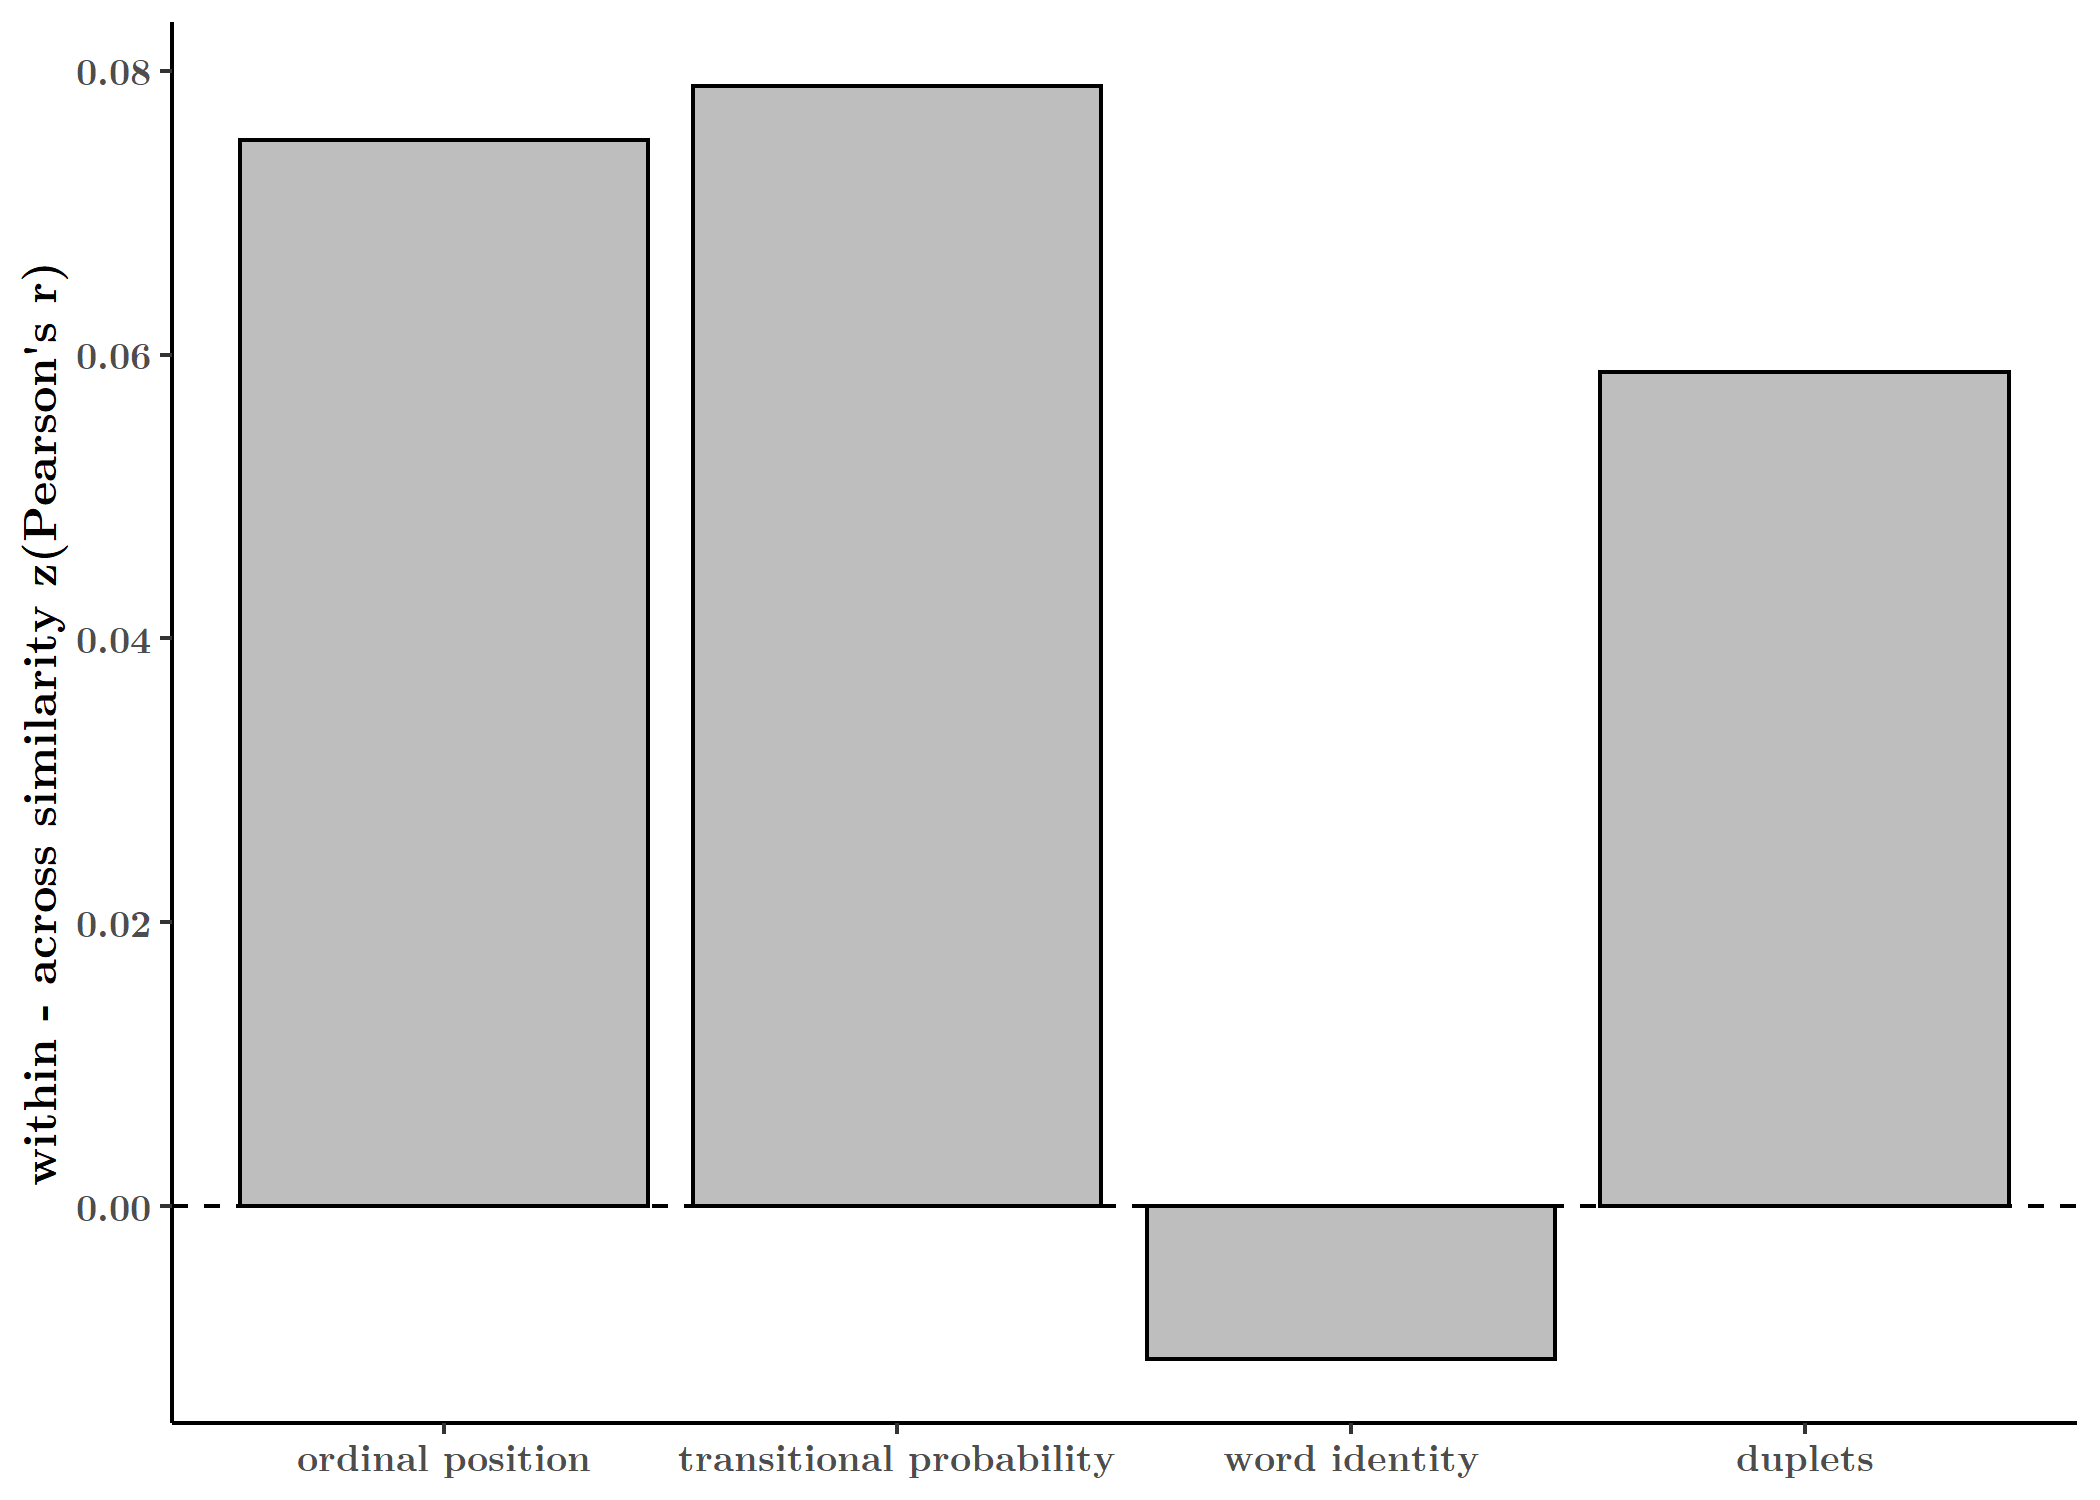 within - across similarity z(Pearson's r)
0.08
0.06
0.04
0.02
0.00
ordinal position
transitional probability
word identity
duplets